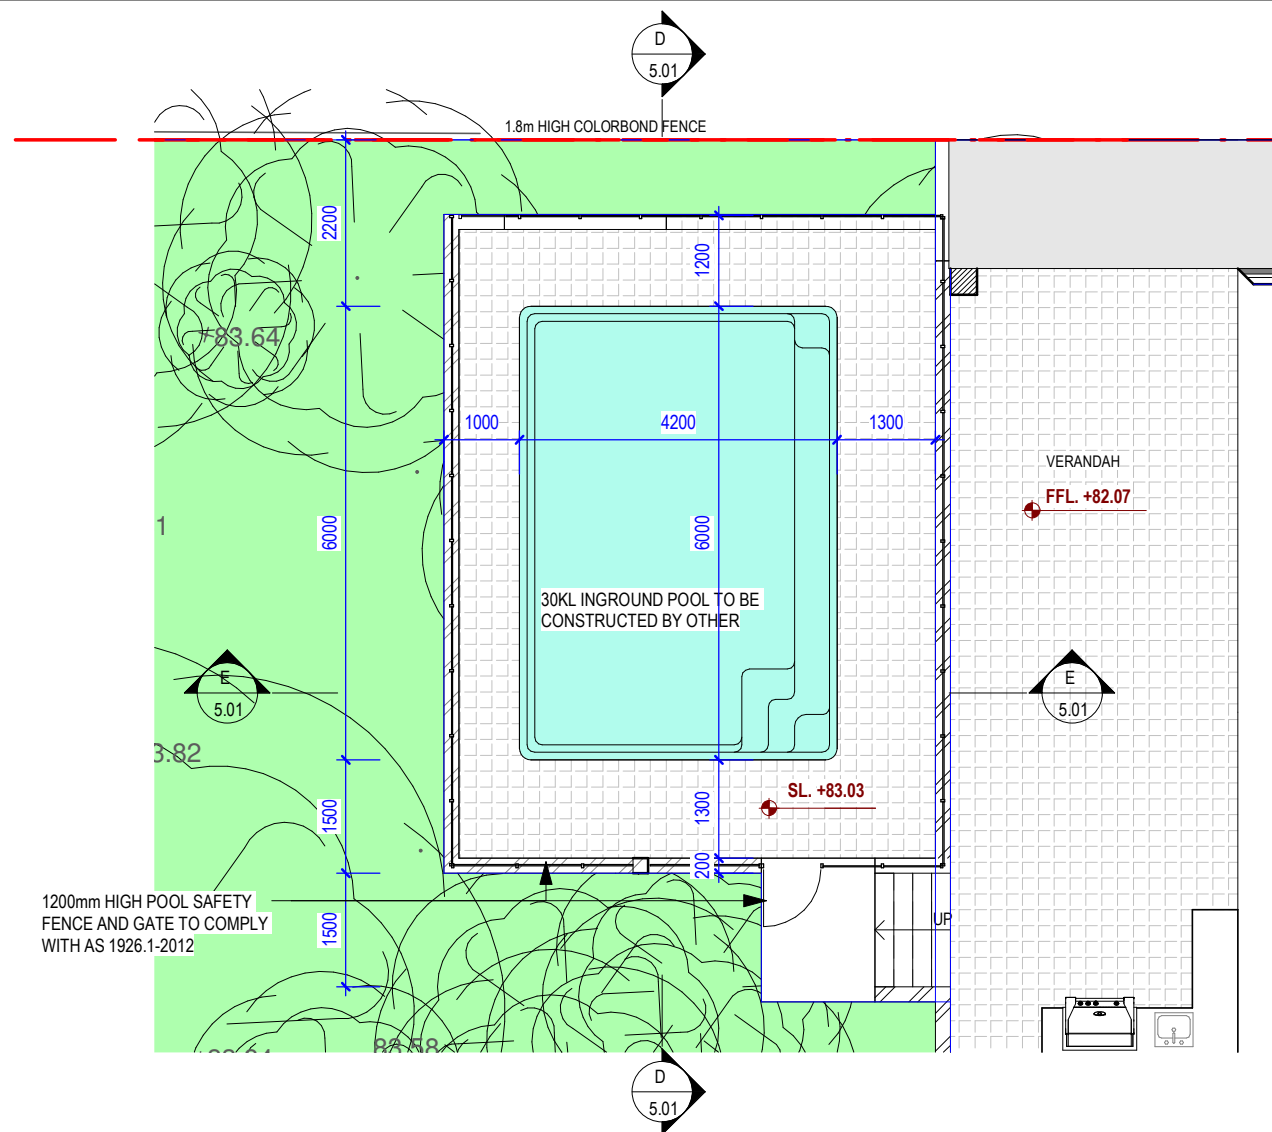 D
5.01
1.8m HIGH COLORBOND FENCE
2200
1200
83.64
1000
4200
1300
VERANDAH
FFL. +82.07
1
6000
6000
30KL INGROUND POOL TO BE
CONSTRUCTED BY OTHER
E
5.01
E
5.01
3.82
SL. +83.03
1500
1300
200
1200mm HIGH POOL SAFETY
FENCE AND GATE TO COMPLY
WITH AS 1926.1-2012
1500
UP
83.58
D
5.01